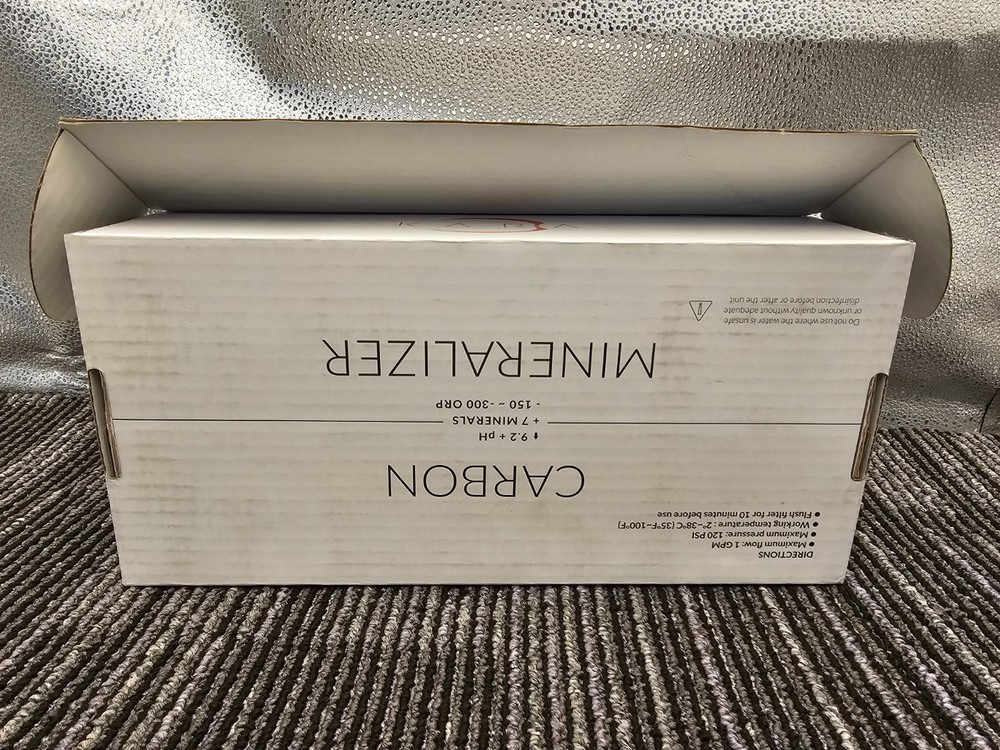 DIRECTIONS
● Maximum flow: 1 GPM
● Maximum pressure: 120 PSI
● Working temperature : 2°–38°C (35°F–100°F)
● Flush filter for 10 minutes before use
CARBON
⬆ 9.2 + pH
+ 7 MINERALS
- 150 ~ -300 ORP
MINERALIZER
Do not use where the water is unsafe
or unknown quality without adequate
disinfection before or after the unit